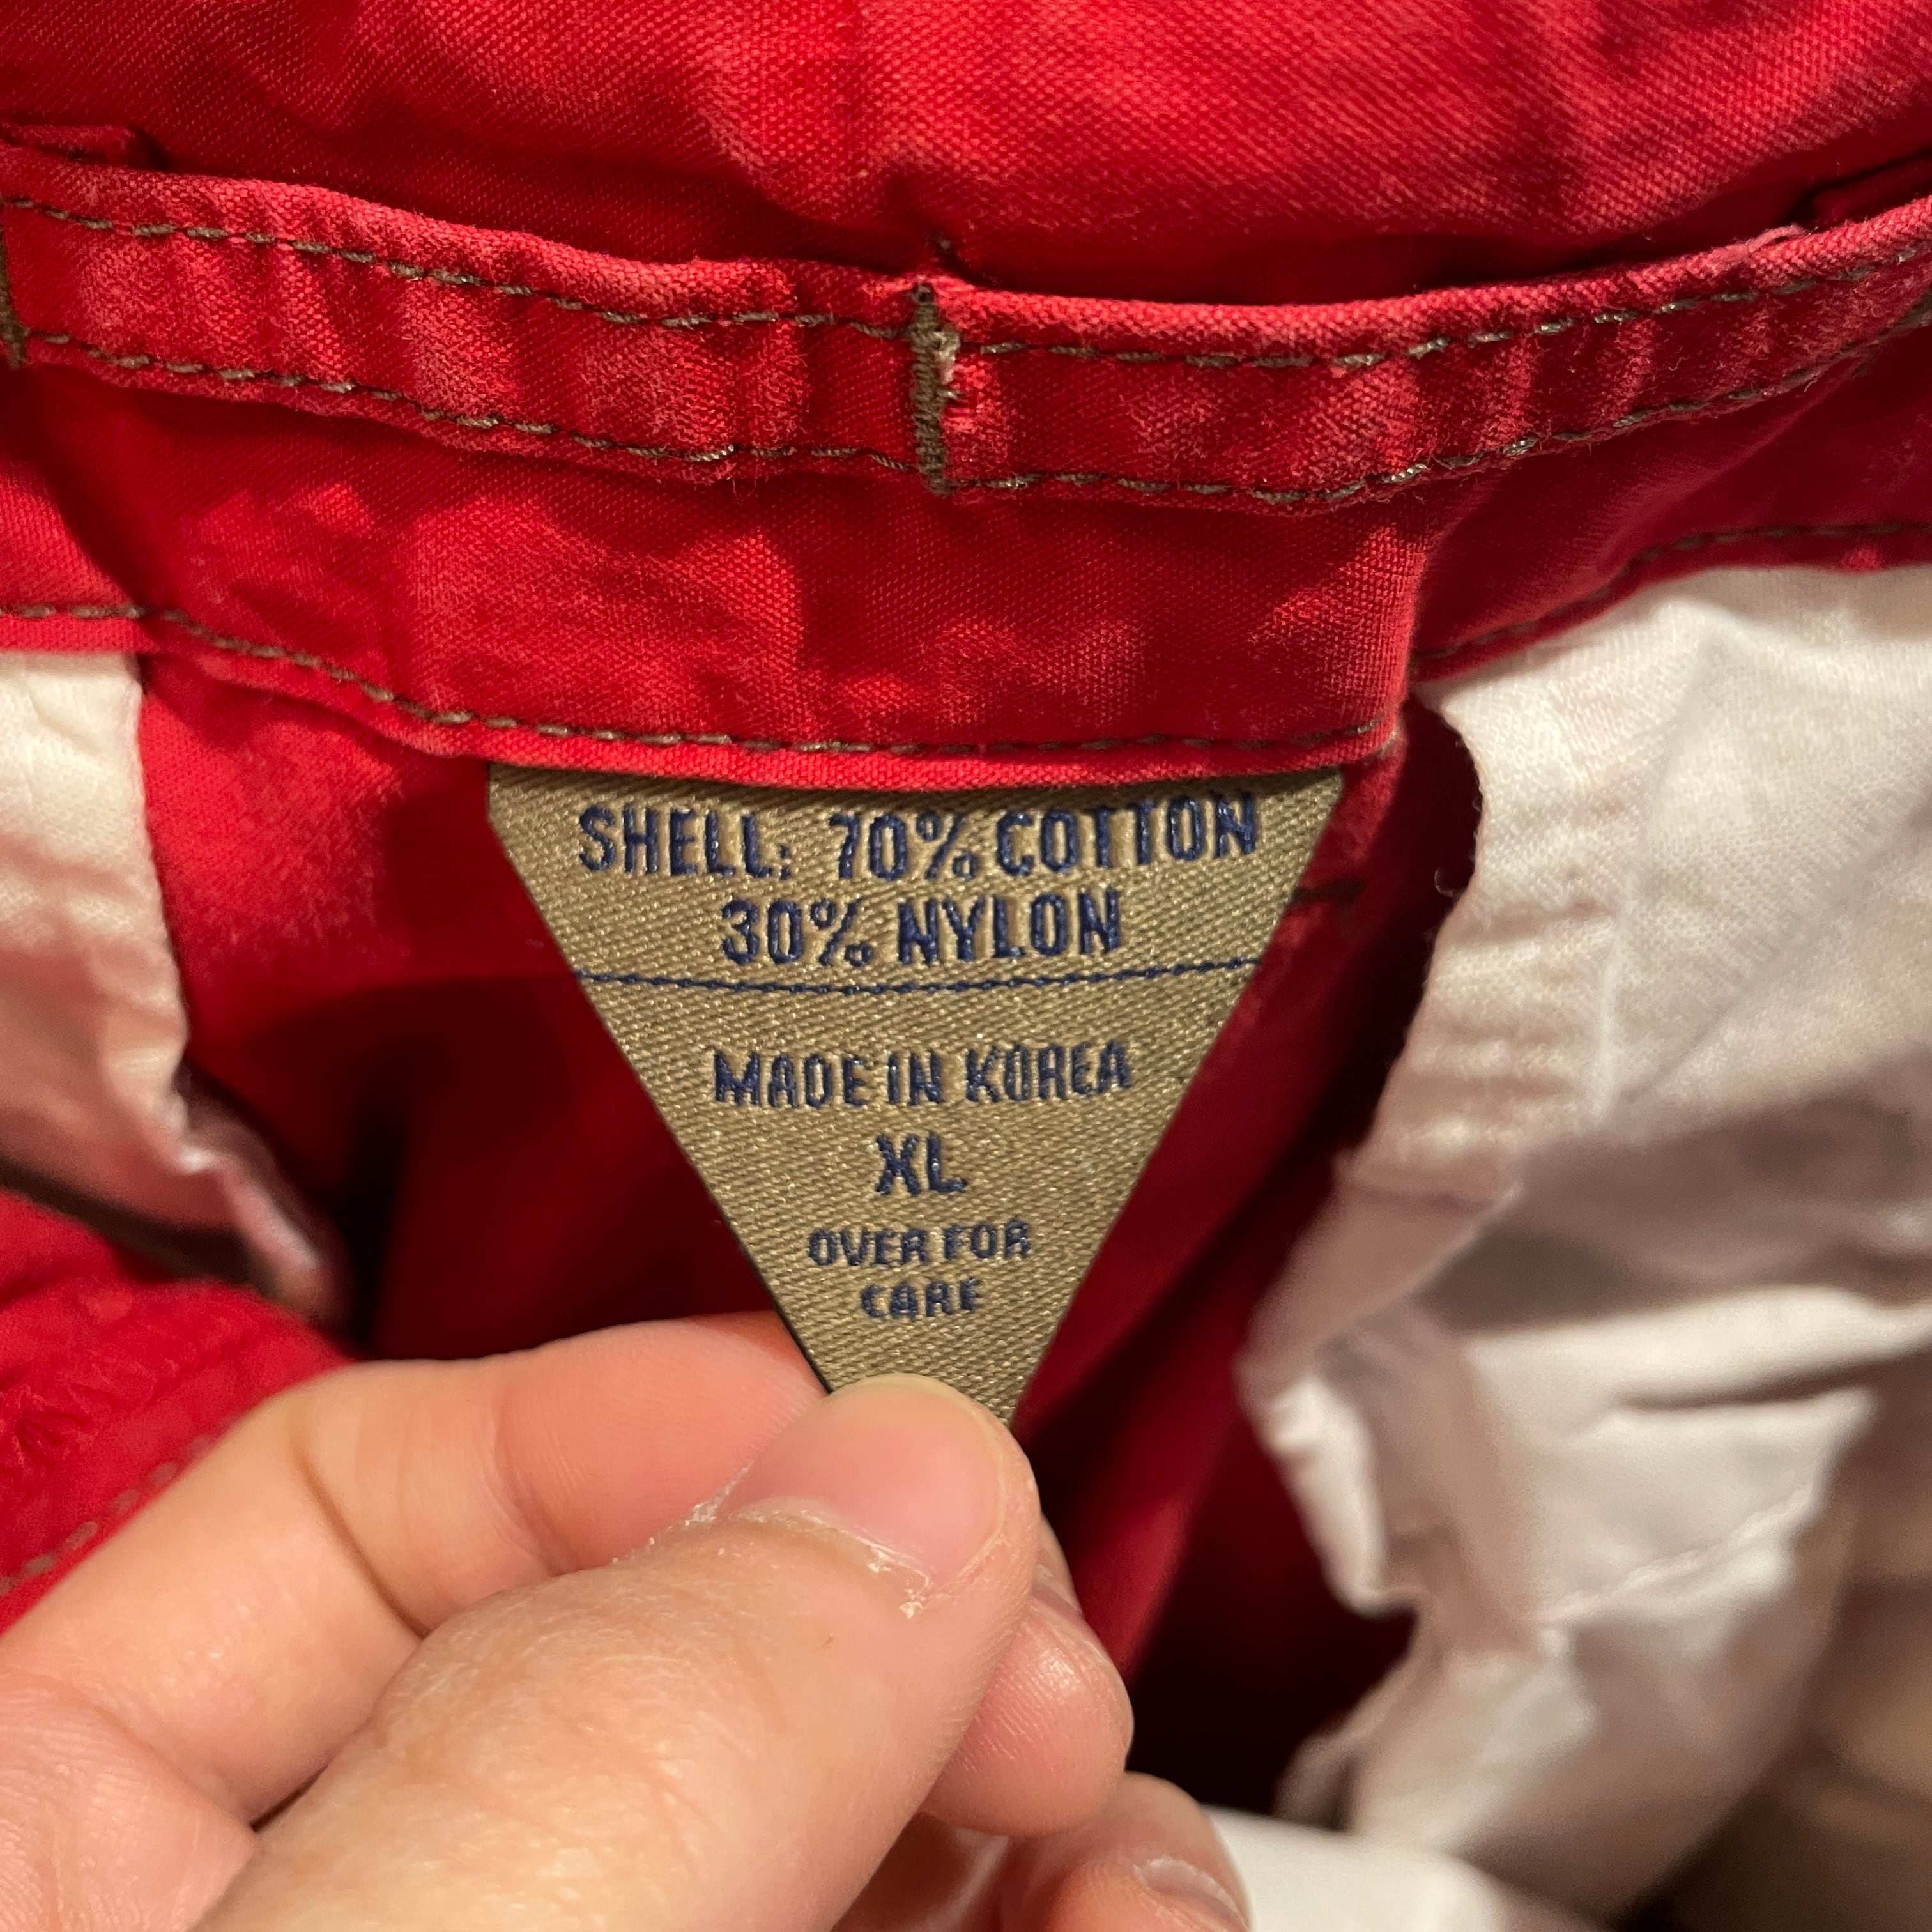 SHELL: 70% COTTON
30% NYLON
MADE IN KOREA
XL
OVER FOR
CARE